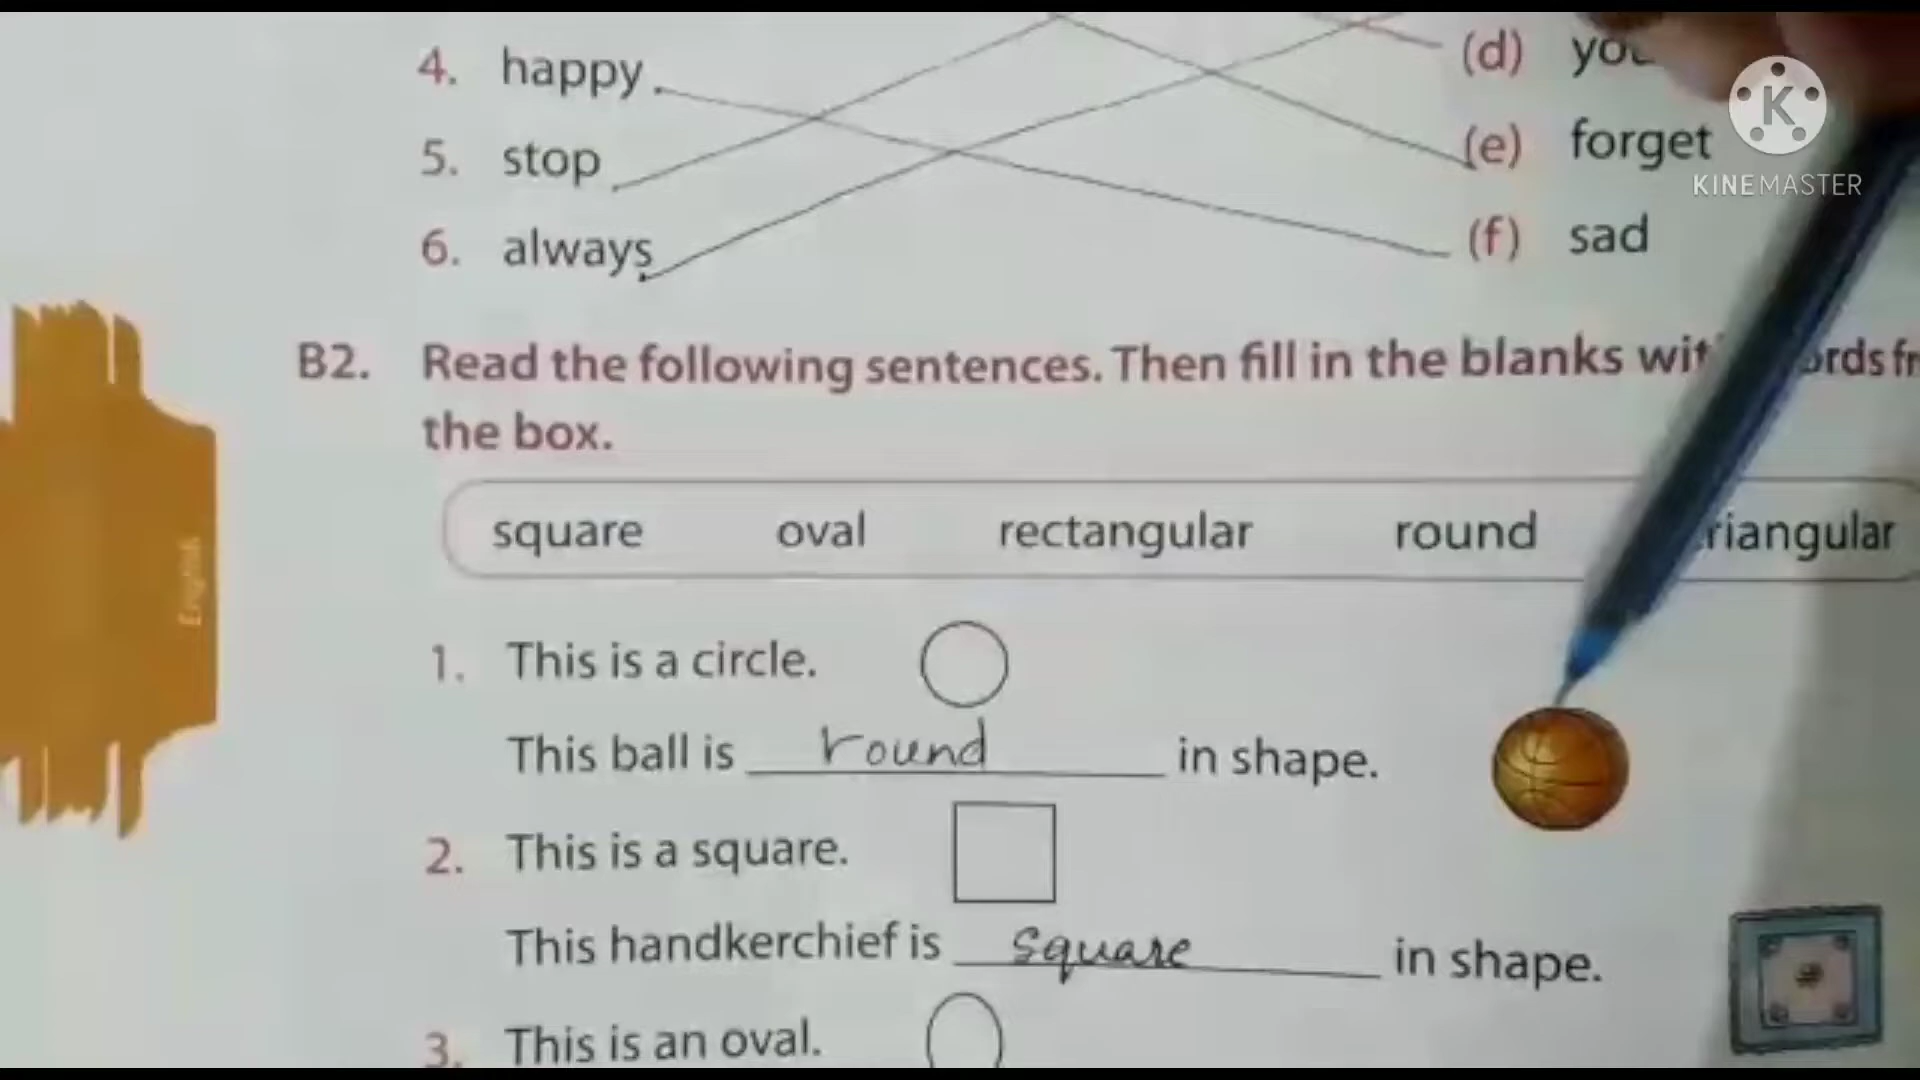 4. happy
(d)
5. stop
(e) forget
KINEMASTER
6. always
(f) sad
B2. Read the following sentences. Then fill in the blanks
the box.
square oval rectangular round
English
1. This is a circle.
This ball is round in shape.
2. This is a square.
This handkerchief is square in shape.
3. This is an oval.